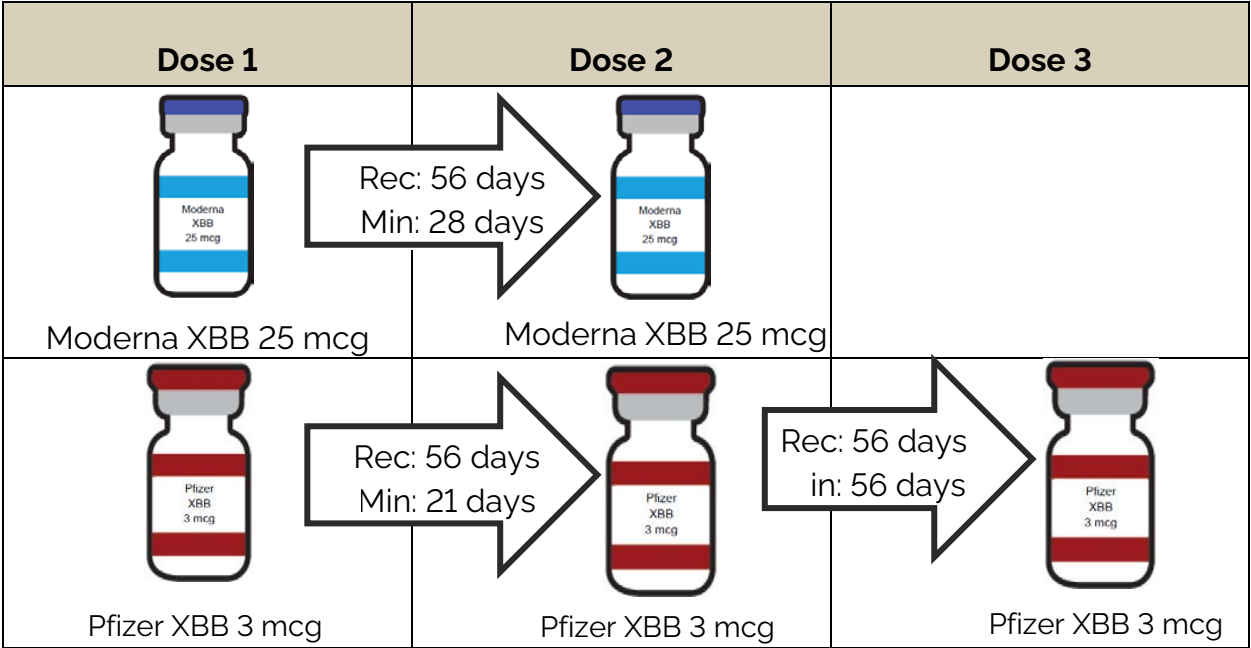 Dose 1
Dose 2
Dose 3
Moderna
XBB
25 mcg
Rec: 56 days
Min: 28 days
Moderna
XBB
25 mcg
Moderna XBB 25 mcg
Moderna XBB 25 mcg
Pfizer
XBB
3 mcg
Rec: 56 days
Min: 21 days
Pfizer
XBB
3 mcg
Rec: 56 days
in: 56 days
Pfizer
XBB
3 mcg
Pfizer XBB 3 mcg
Pfizer XBB 3 mcg
Pfizer XBB 3 mcg